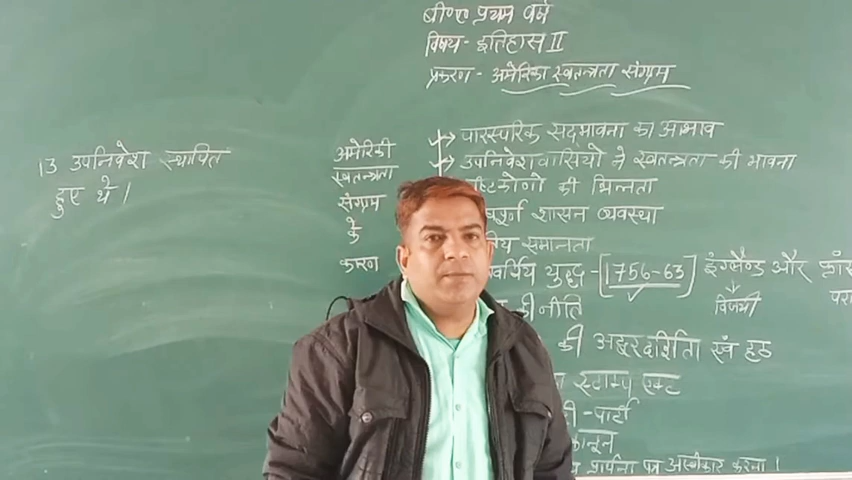 बी०ए० प्रथम वर्ष
विषय - इतिहास II
प्रकरण - अमेरिका स्वतन्त्रता संग्राम
13 उपनिवेश स्थापित
हुए थे।
अमेरिकी
स्वतन्त्रता
संग्राम
के
कारण
पारस्परिक सद्‌भावना का आभाव
उपनिवेशवासियों मे स्वतन्त्रता की भावना
की भिन्नता
शासन व्यवस्था
समानता
युद्ध - [1756-63] इंग्लैण्ड और
विजयी
नीति
की अदूरदर्शिता एवं हठ
स्टाम्प एक्ट
पार्टी
कानून
प्रार्थना पत्र अस्वीकार करना।